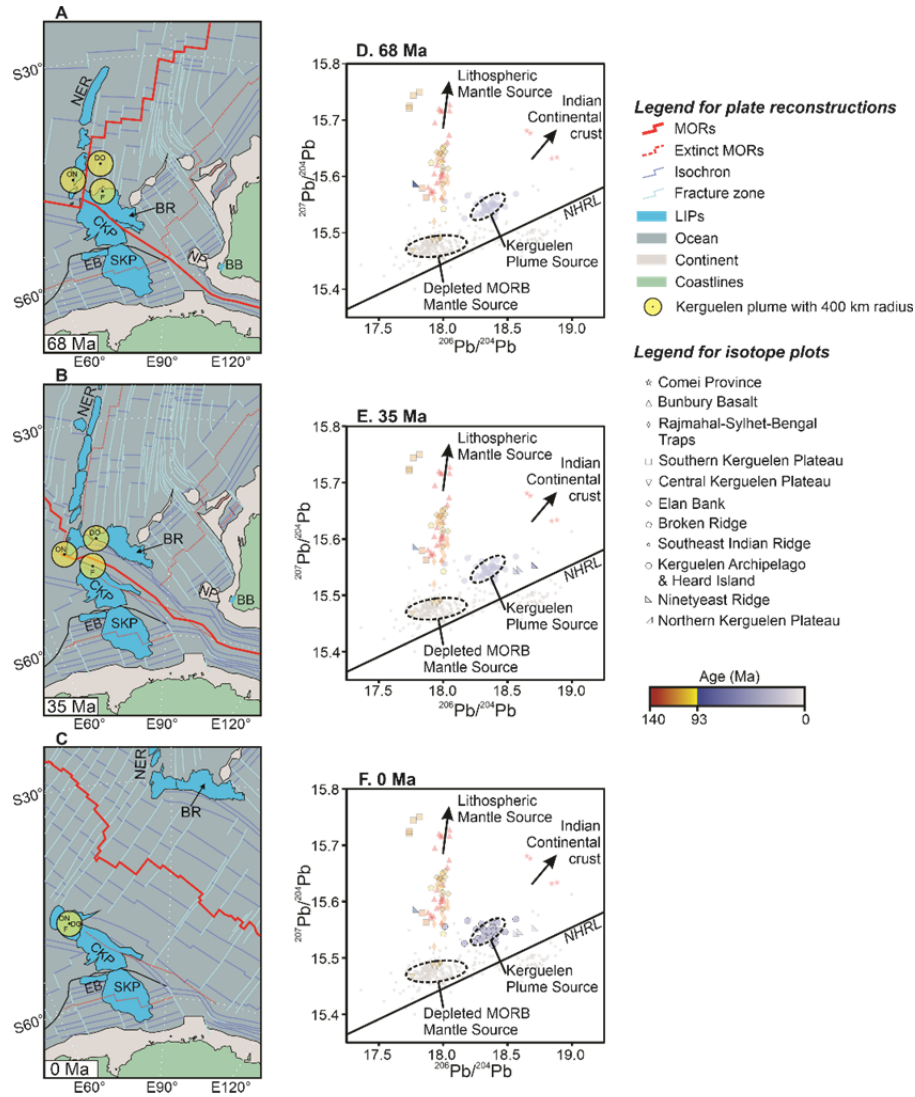 A
S30°
S60°
NER
ON
DO
F
BR
CKP
EB
SKP
NP
BB
68 Ma
E60°
E90°
E120°
B
S30°
S60°
NER
ON
DO
F
BR
CKP
EB
SKP
NP
BB
35 Ma
E60°
E90°
E120°
C
S30°
S60°
NER
BR
ON
DO
F
CKP
EB
SKP
0 Ma
E60°
E90°
E120°
D. 68 Ma
15.8
15.7
15.6
15.5
15.4
²⁰⁷Pb/²⁰⁴Pb
Lithospheric
Mantle Source
Indian
Continental
crust
NHRL
Kerguelen
Plume Source
Depleted MORB
Mantle Source
17.5
18.0
18.5
19.0
²⁰⁶Pb/²⁰⁴Pb
E. 35 Ma
15.8
15.7
15.6
15.5
15.4
²⁰⁷Pb/²⁰⁴Pb
Lithospheric
Mantle Source
Indian
Continental
crust
NHRL
Kerguelen
Plume Source
Depleted MORB
Mantle Source
17.5
18.0
18.5
19.0
²⁰⁶Pb/²⁰⁴Pb
F. 0 Ma
15.8
15.7
15.6
15.5
15.4
²⁰⁷Pb/²⁰⁴Pb
Lithospheric
Mantle Source
Indian
Continental
crust
NHRL
Kerguelen
Plume Source
Depleted MORB
Mantle Source
17.5
18.0
18.5
19.0
²⁰⁶Pb/²⁰⁴Pb
Legend for plate reconstructions
MORs
Extinct MORs
Isochron
Fracture zone
LIPs
Ocean
Continent
Coastlines
Kerguelen plume with 400 km radius
Legend for isotope plots
Comei Province
Bunbury Basalt
Rajmahal-Sylhet-Bengal
Traps
Southern Kerguelen Plateau
Central Kerguelen Plateau
Elan Bank
Broken Ridge
Southeast Indian Ridge
Kerguelen Archipelago
& Heard Island
Ninetyeast Ridge
Northern Kerguelen Plateau
Age (Ma)
140
93
0